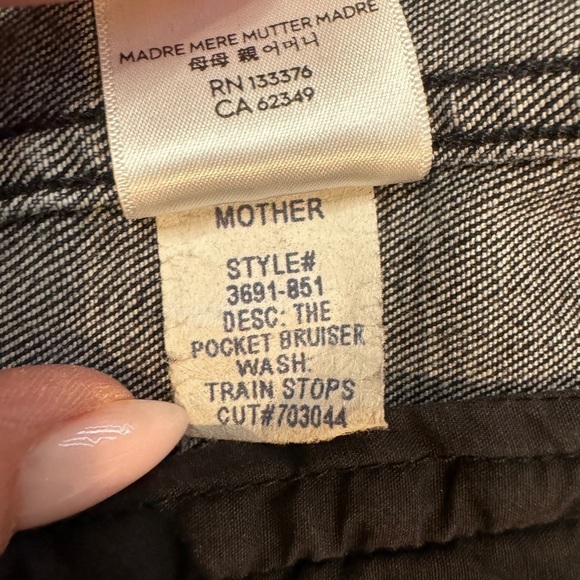 MADRE MERE MUTTER MADRE
母母 親 어머니
RN 133376
CA 62349
MOTHER
STYLE#
3691-851
DESC: THE
POCKET BRUISER
WASH:
TRAIN STOPS
CUT#703044